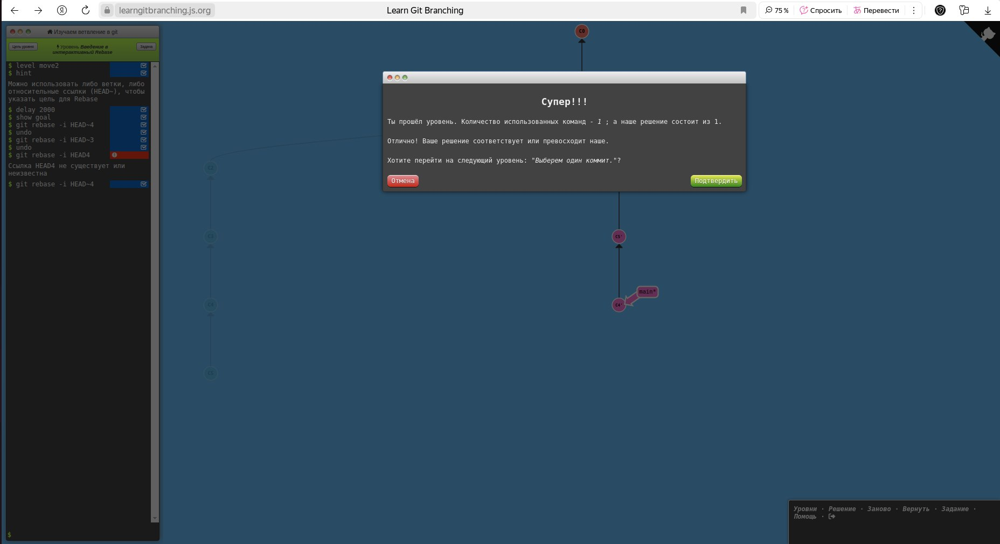 learngitbranching.js.org
Learn Git Branching
75 %
Спросить
Перевести
Изучаем ветвление в git
Цель уровня
Уровень Введение в
интерактивный Rebase
Задача
$ level move2
$ hint
Можно использовать либо ветки, либо
относительные ссылки (HEAD~), чтобы
указать цель для Rebase
$ delay 2000
$ show goal
$ git rebase -i HEAD~4
$ undo
$ git rebase -i HEAD~3
$ undo
$ git rebase -i HEAD4
Ссылка HEAD4 не существует или
неизвестна
$ git rebase -i HEAD~4
$
C0
Супер!!!
Ты прошёл уровень. Количество использованных команд - 1 ; а наше решение состоит из 1.
Отлично! Ваше решение соответствует или превосходит наше.
Хотите перейти на следующий уровень: "Выберем один коммит."?
Отмена
Подтвердить
C2
C3
C5'
main*
C4
C4'
C5
Уровни · Решение · Заново · Вернуть · Задание ·
Помощь ·